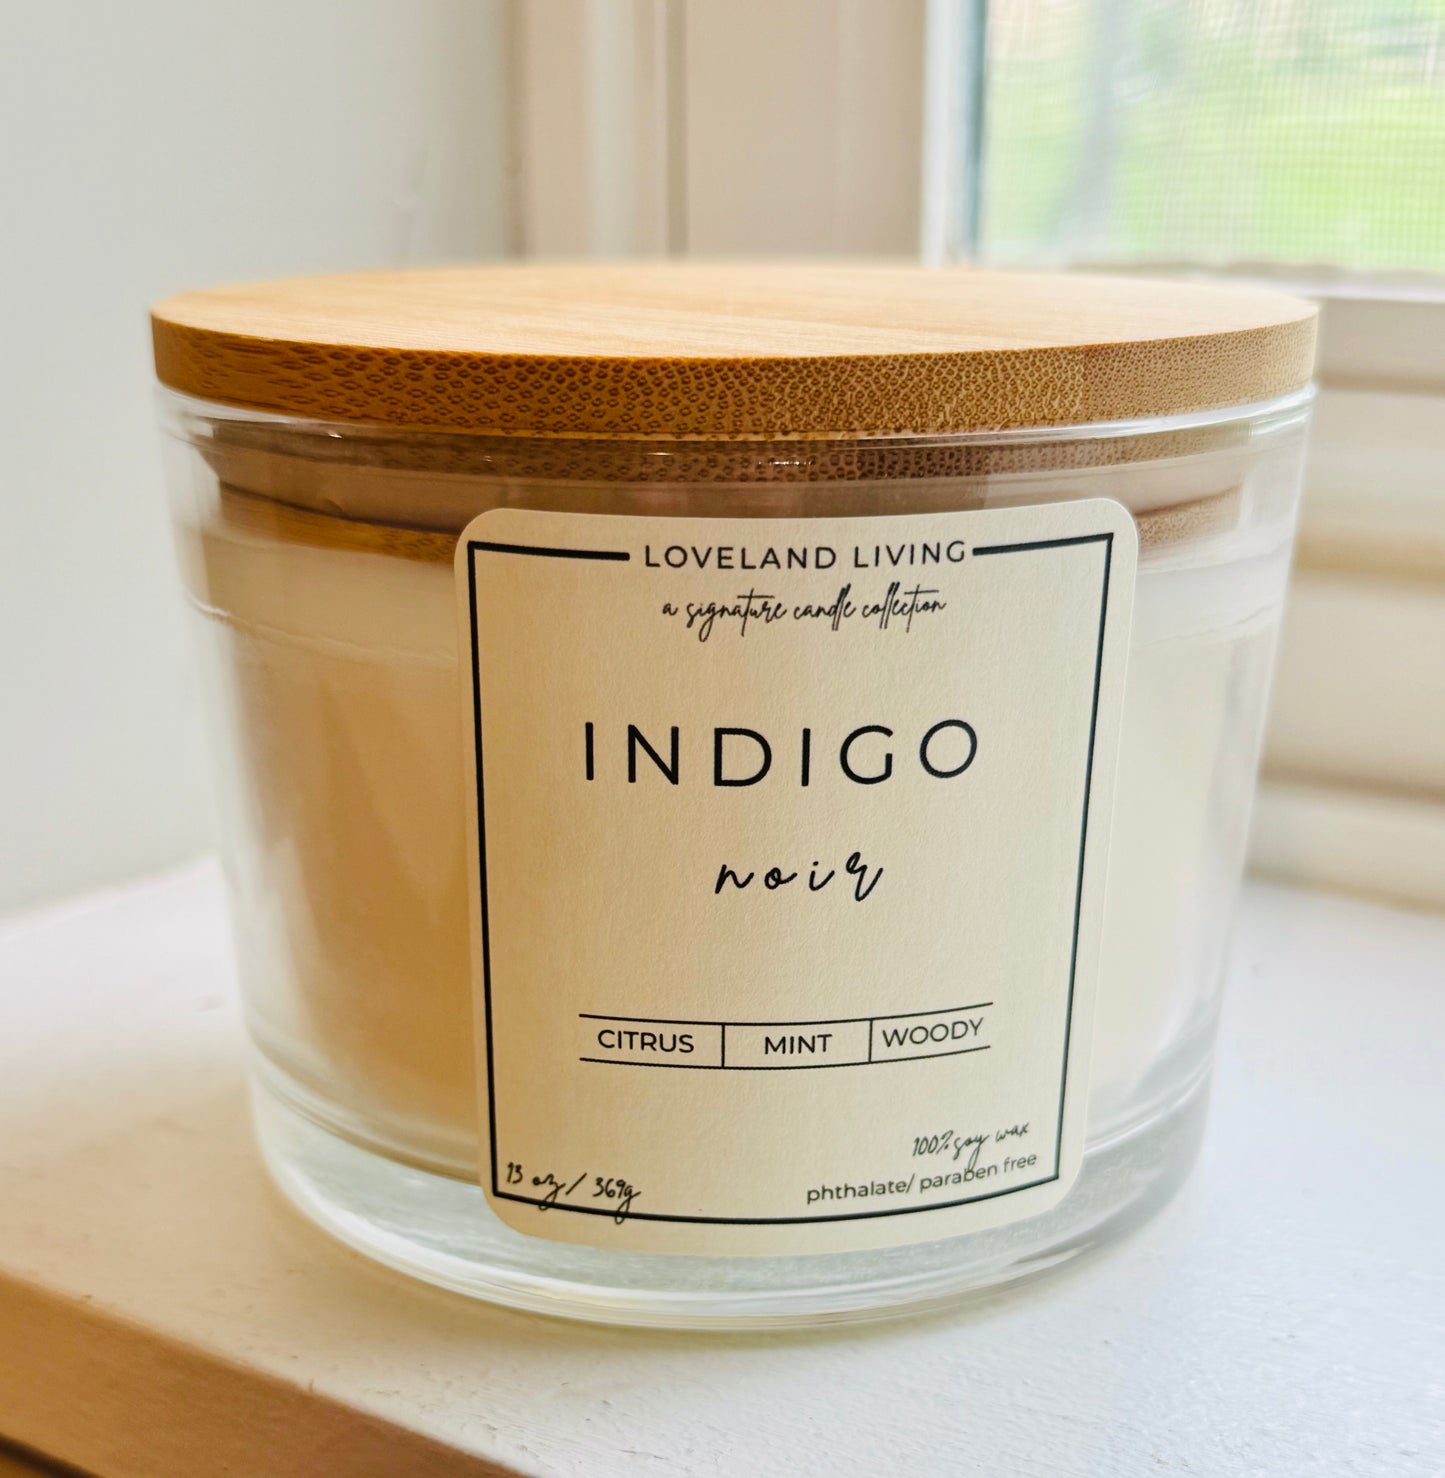 LOVELAND LIVING
a signature candle collection
INDIGO
noir
CITRUS MINT WOODY
100% soy wax
13 oz / 369g
phthalate/ paraben free